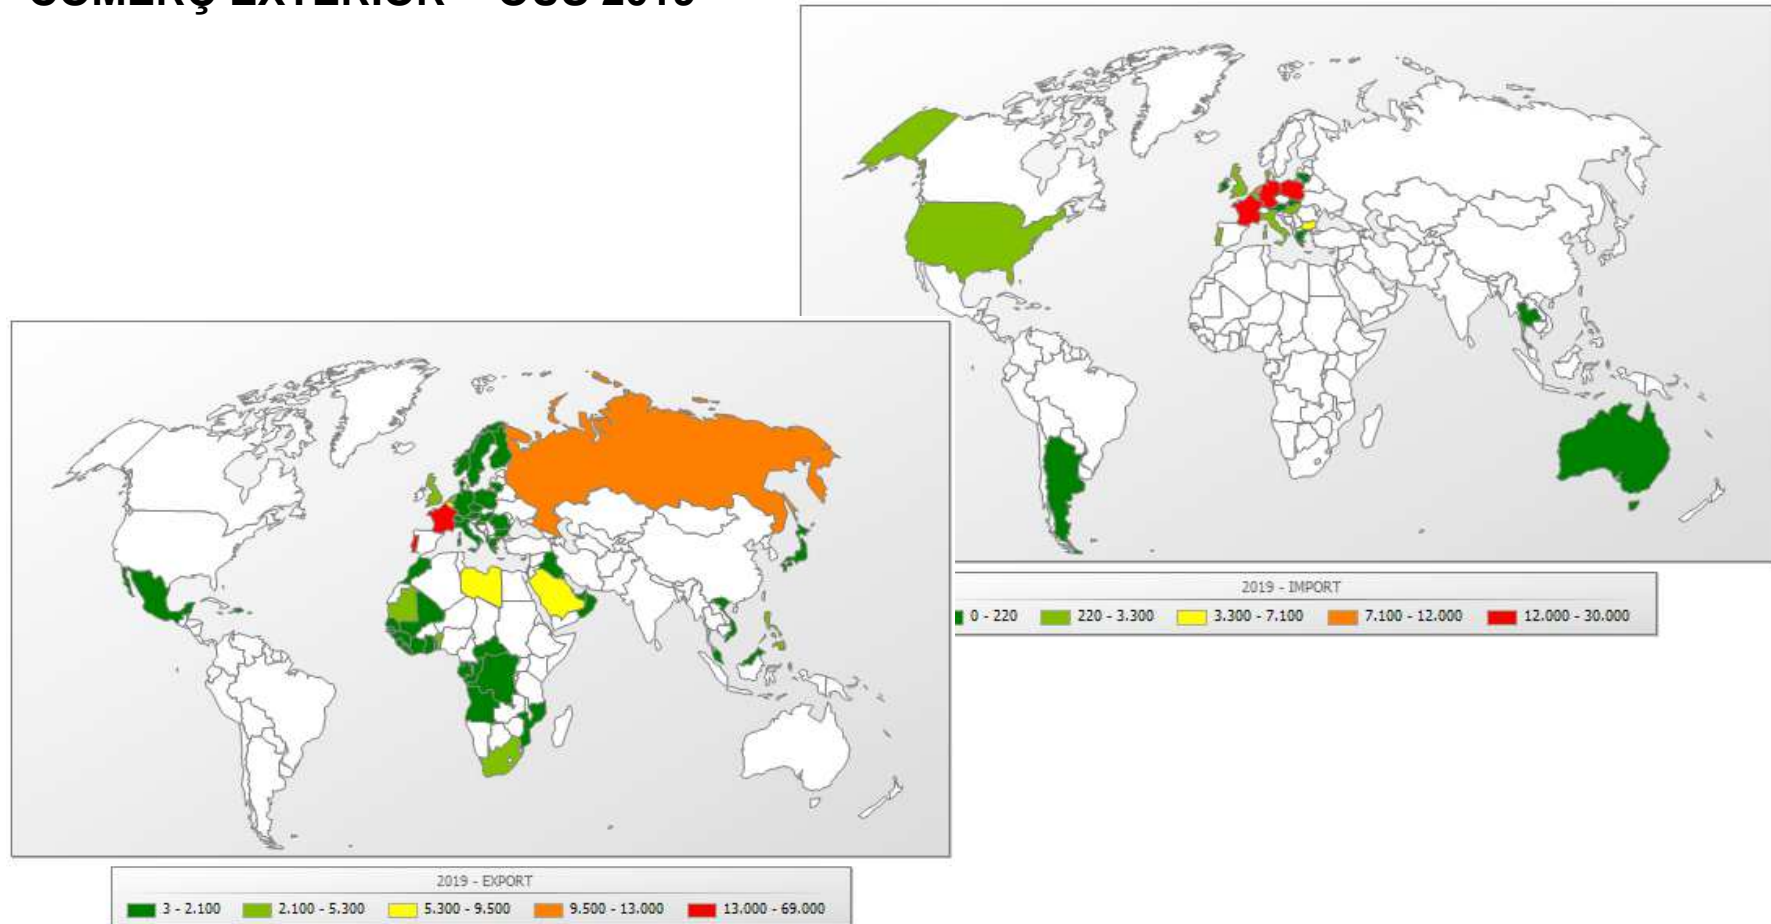 2019 - IMPORT
0 - 220 220 - 3.300 3.300 - 7.100 7.100 - 12.000 12.000 - 30.000
2019 - EXPORT
3 - 2.100 2.100 - 5.300 5.300 - 9.500 9.500 - 13.000 13.000 - 69.000